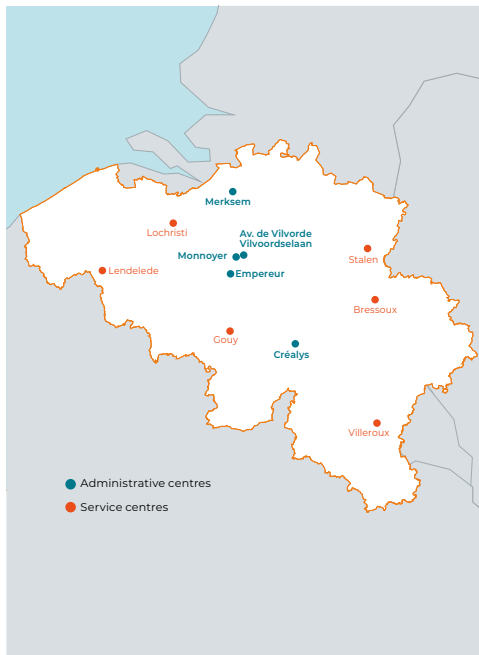 Merksem
Lochristi
Av. de Vilvorde
Vilvoordselaan
Monnoyer
Stalen
Lendelede
Empereur
Bressoux
Gouy
Créalys
Villeroux
Administrative centres
Service centres